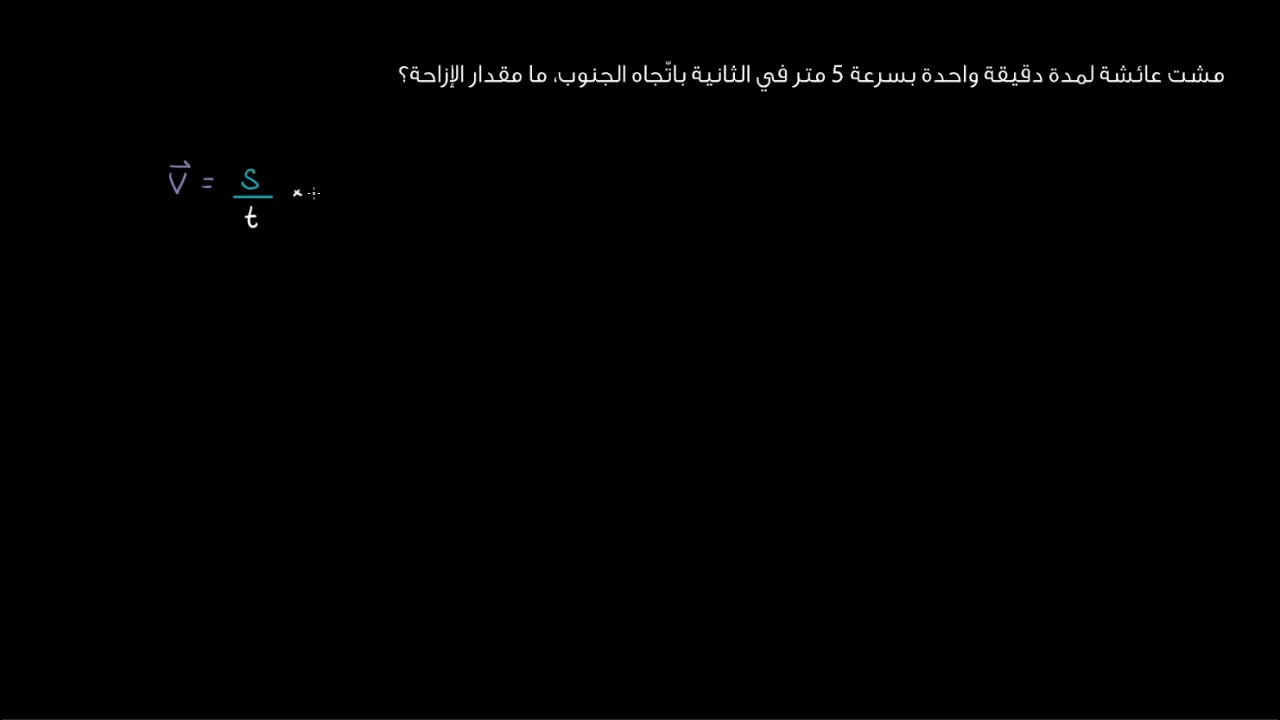 مشت عائشة لمدة دقيقة واحدة بسرعة 5 متر في الثانية باتّجاه الجنوب، ما مقدار الإزاحة؟
v⃗ = s/t ×